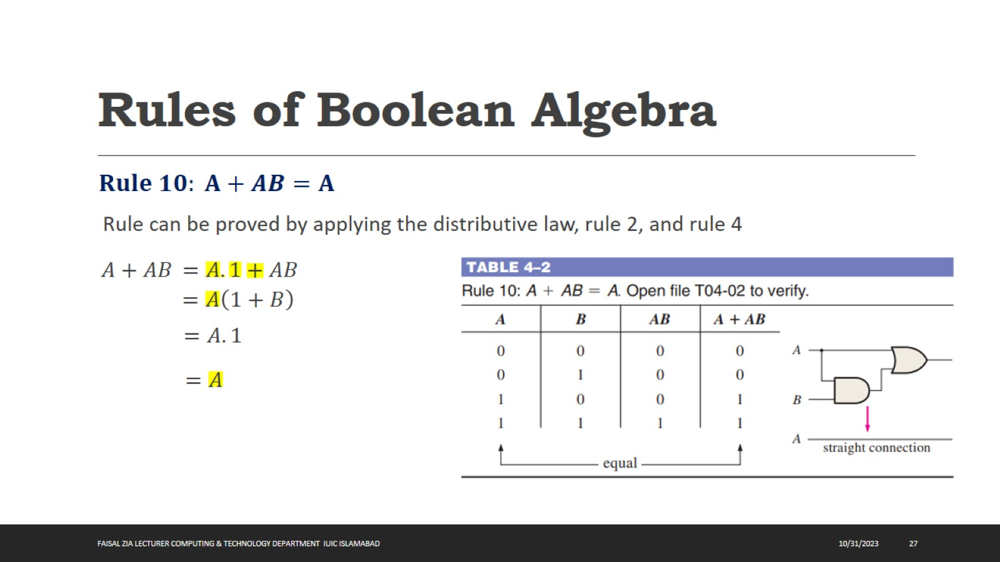 Rules of Boolean Algebra
Rule 10: A + AB = A
Rule can be proved by applying the distributive law, rule 2, and rule 4
A + AB = A. 1 + AB
= A(1 + B)
= A. 1
= A
TABLE 4–2
Rule 10: A + AB = A. Open file T04-02 to verify.
A B AB A + AB
0 0 0 0
0 1 0 0
1 0 0 1
1 1 1 1
equal
A
B
A
straight connection
FAISAL ZIA LECTURER COMPUTING & TECHNOLOGY DEPARTMENT IUIC ISLAMABAD
10/31/2023
27